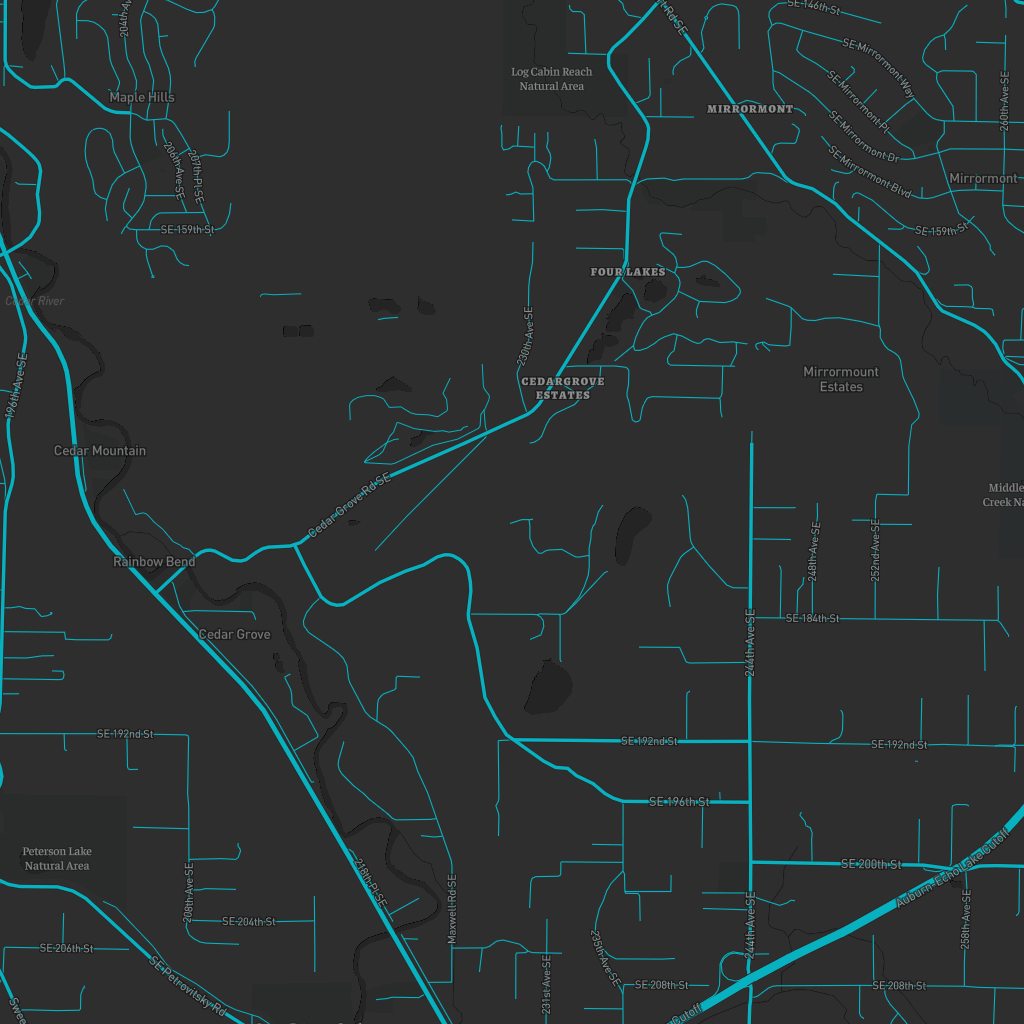 SE 146th St
Rd SE
204th Av
SE Mirrormont Way
Log Cabin Reach
Natural Area
Maple Hills
MIRRORMONT
SE Mirrormont Pl
260th Ave SE
SE Mirrormont Dr
206th Ave SE
207th Pl SE
SE Mirrormont Blvd
Mirrormont
SE 159th St
SE 159th St
FOUR LAKES
Cedar River
230th Ave SE
196th Ave SE
CEDARGROVE
ESTATES
Mirrormount
Estates
Cedar Mountain
Middle
Creek Na
Cedar Grove Rd SE
248th Ave SE
252nd Ave SE
Rainbow Bend
SE 184th St
Cedar Grove
244th Ave SE
SE 192nd St
SE 192nd St
SE 192nd St
SE 196th St
Peterson Lake
Natural Area
218th Pl SE
SE 200th St
Auburn-Echo Lake Cutoff
208th Ave SE
Maxwell Rd SE
SE 204th St
244th Ave SE
258th Ave SE
SE 206th St
235th Ave SE
231st Ave SE
SE Petrovitsky Rd
SE 208th St
SE 208th St
Swee
Cutoff